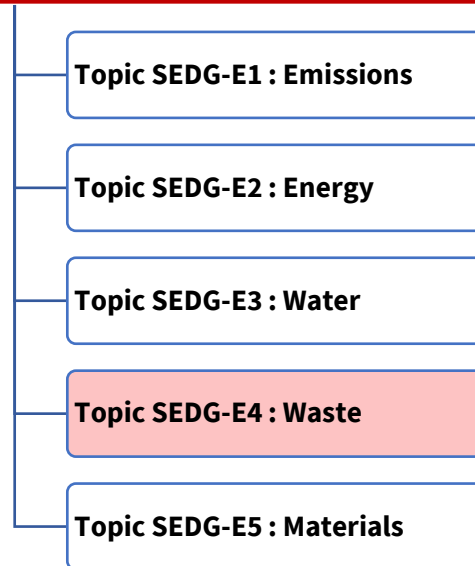 Topic SEDG-E1 : Emissions
Topic SEDG-E2 : Energy
Topic SEDG-E3 : Water
Topic SEDG-E4 : Waste
Topic SEDG-E5 : Materials